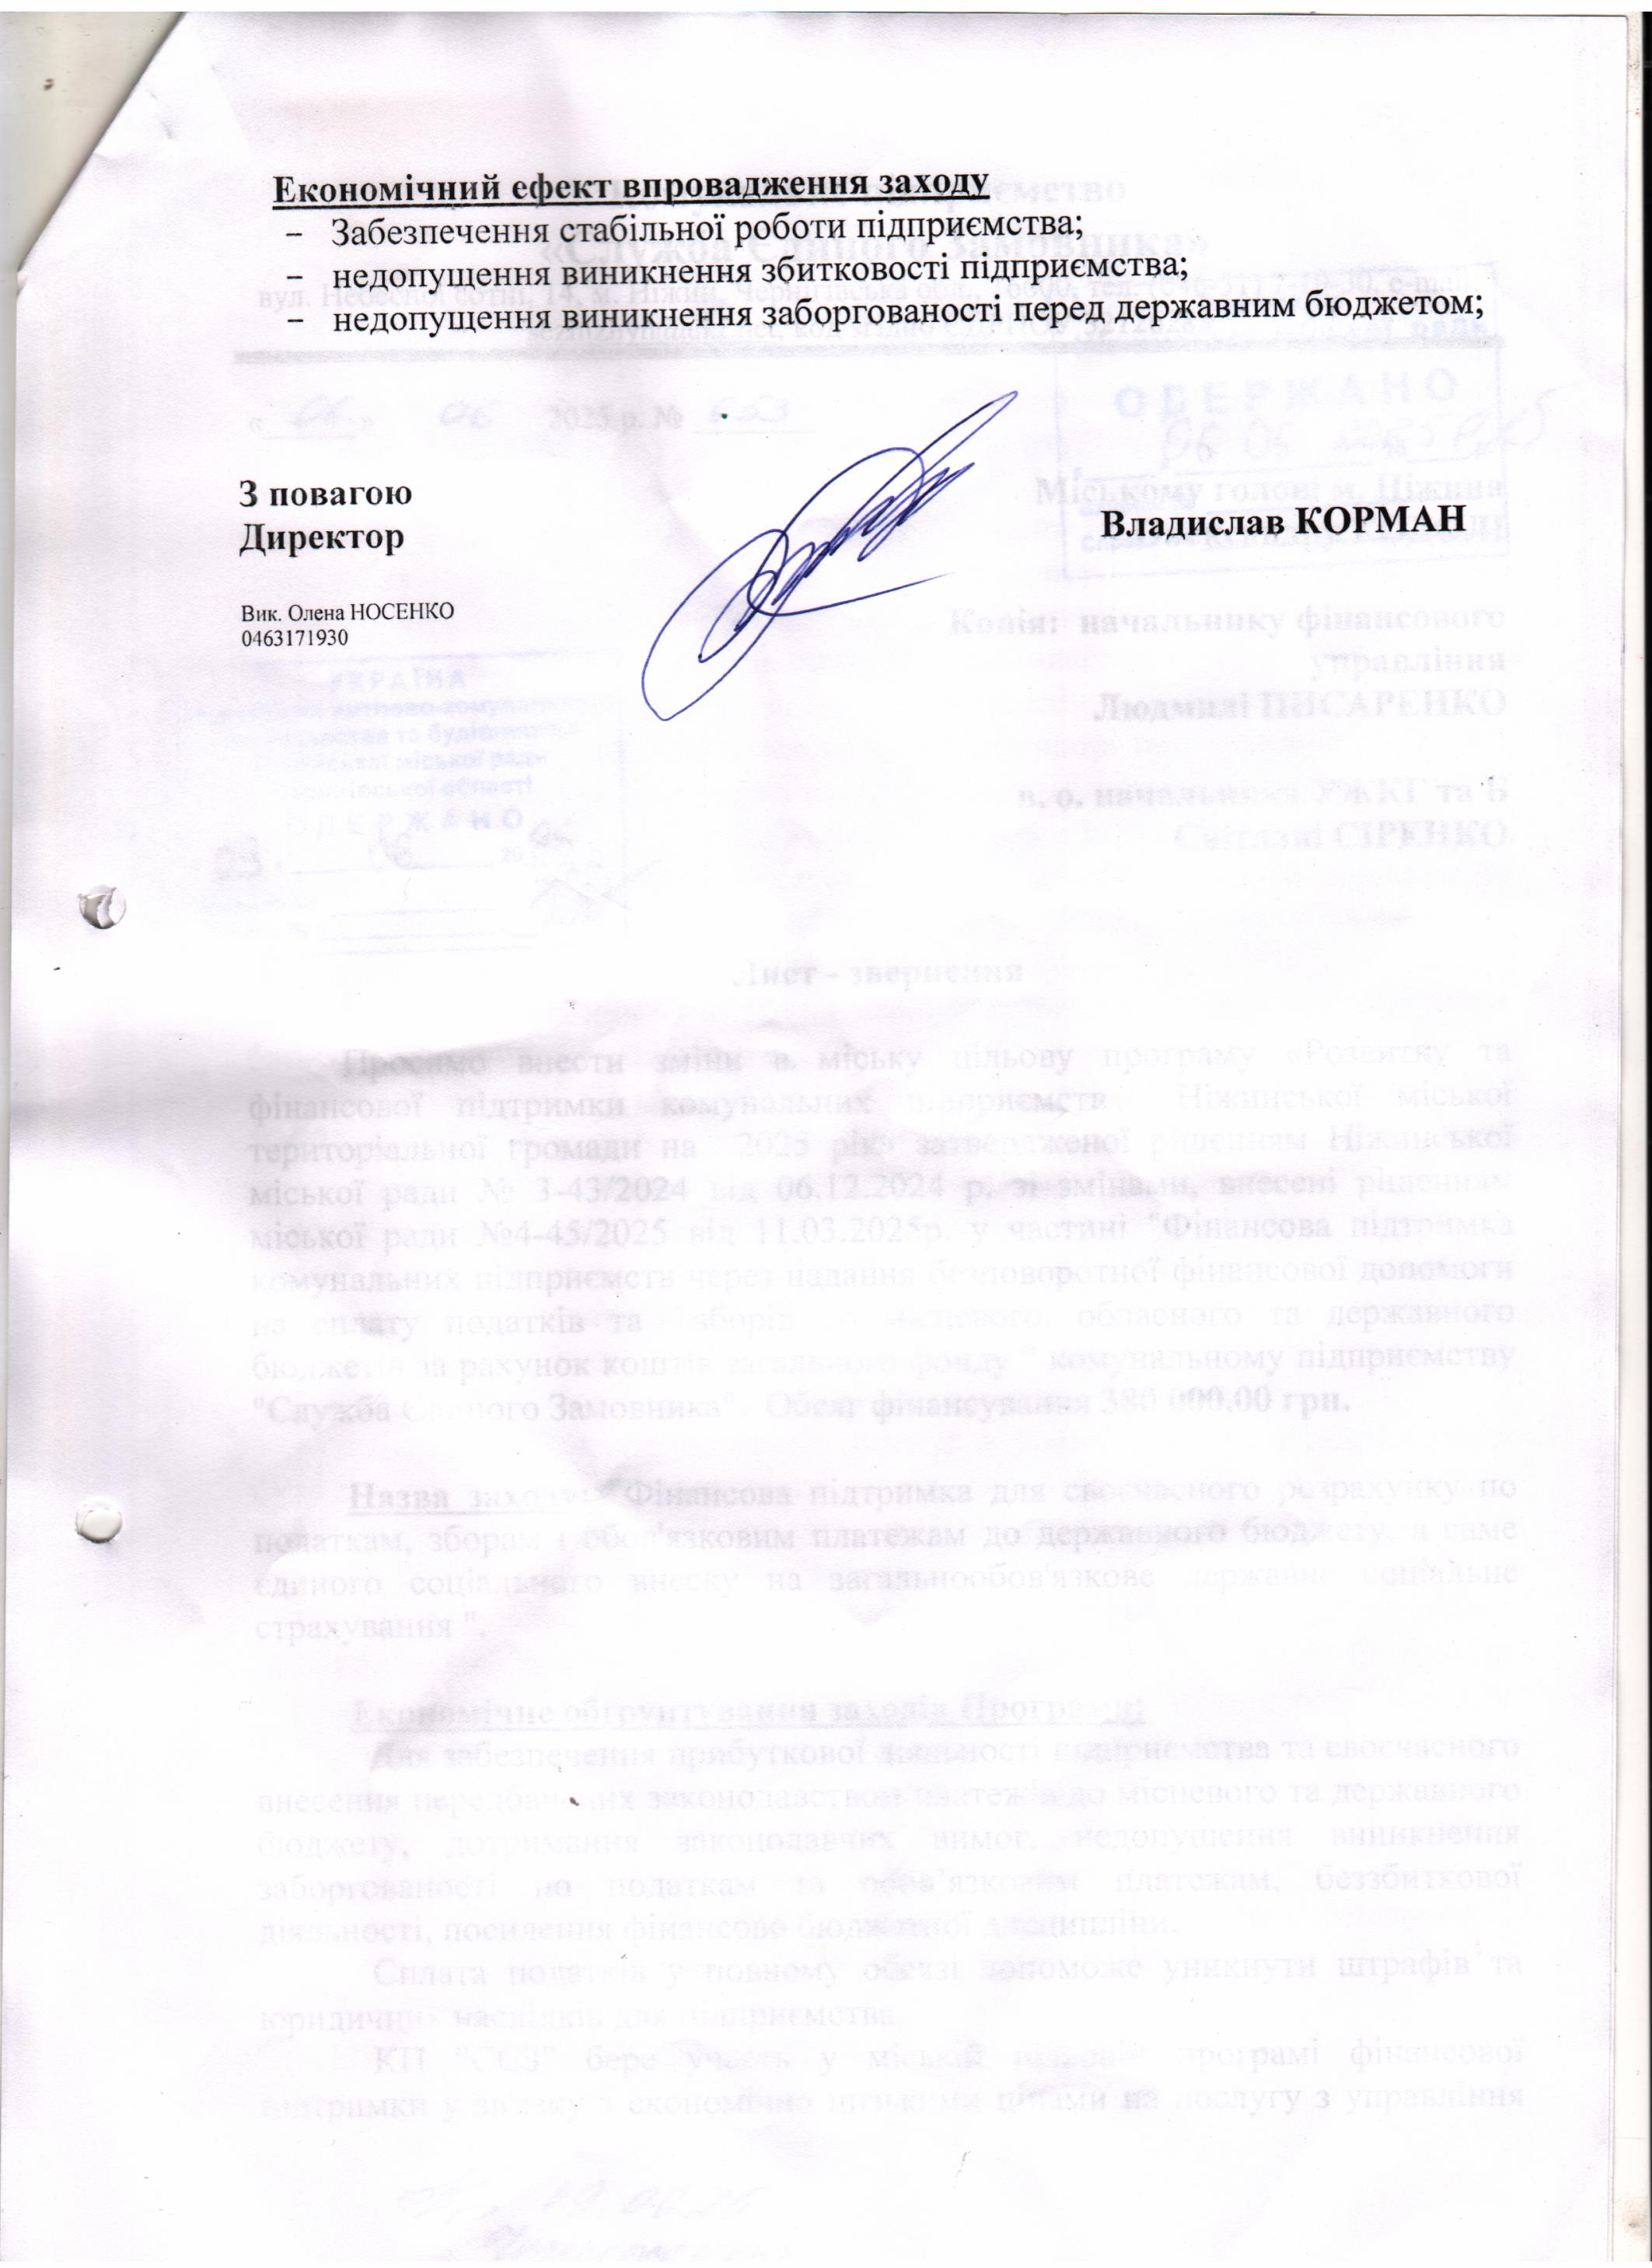 Економічний ефект впровадження заходу
– Забезпечення стабільної роботи підприємства;
– недопущення виникнення збитковості підприємства;
– недопущення виникнення заборгованості перед державним бюджетом;
«06» 06 2025 р. №
ОДЕРЖАНО
З повагою
Міському голові м. Ніжина
Директор
Владислав КОРМАН
Вик. Олена НОСЕНКО
0463171930
Копія: начальнику фінансового
управління
Людмилі ПИСАРЕНКО
УКРАЇНА
ОДЕРЖАНО
в. о. начальника УЖКГ та Б
Світлані СІРЕНКО
Лист - звернення
Просимо внести зміни в міську цільову програму «Розвитку та
фінансової підтримки комунальних підприємств Ніжинської міської
територіальної громади на 2025 рік» затвердженої рішенням Ніжинської
міської ради № 3-43/2024 від 06.12.2024 р. зі змінами, внесені рішенням
міської ради №4-45/2025 від 11.03.2025р. у частині "Фінансова підтримка
комунальних підприємств через надання безповоротної фінансової допомоги
на сплату податків та зборів до місцевого, обласного та державного
бюджетів за рахунок коштів загального фонду" комунальному підприємству
"Служба Єдиного Замовника". Обсяг фінансування 380 000,00 грн.
Назва заходу: "Фінансова підтримка для своєчасного розрахунку по
податкам, зборам і обов'язковим платежам до державного бюджету, а саме
єдиного соціального внеску на загальнообов'язкове державне соціальне
страхування ".
Економічне обґрунтування заходів Програми:
Для забезпечення прибуткової діяльності підприємства та своєчасного
внесення передбачених законодавством платежів до місцевого та державного
бюджету, дотримання законодавчих вимог, недопущення виникнення
заборгованості по податкам та обов'язковим платежам, беззбиткової
діяльності, посилення фінансово бюджетної дисципліни.
Сплата податків у повному обсязі допоможе уникнути штрафів та
юридичних наслідків для підприємства
КП "СЄЗ" бере участь у міській цільовій програмі фінансової
підтримки у зв'язку з економічно низькими цінами на послугу з управління